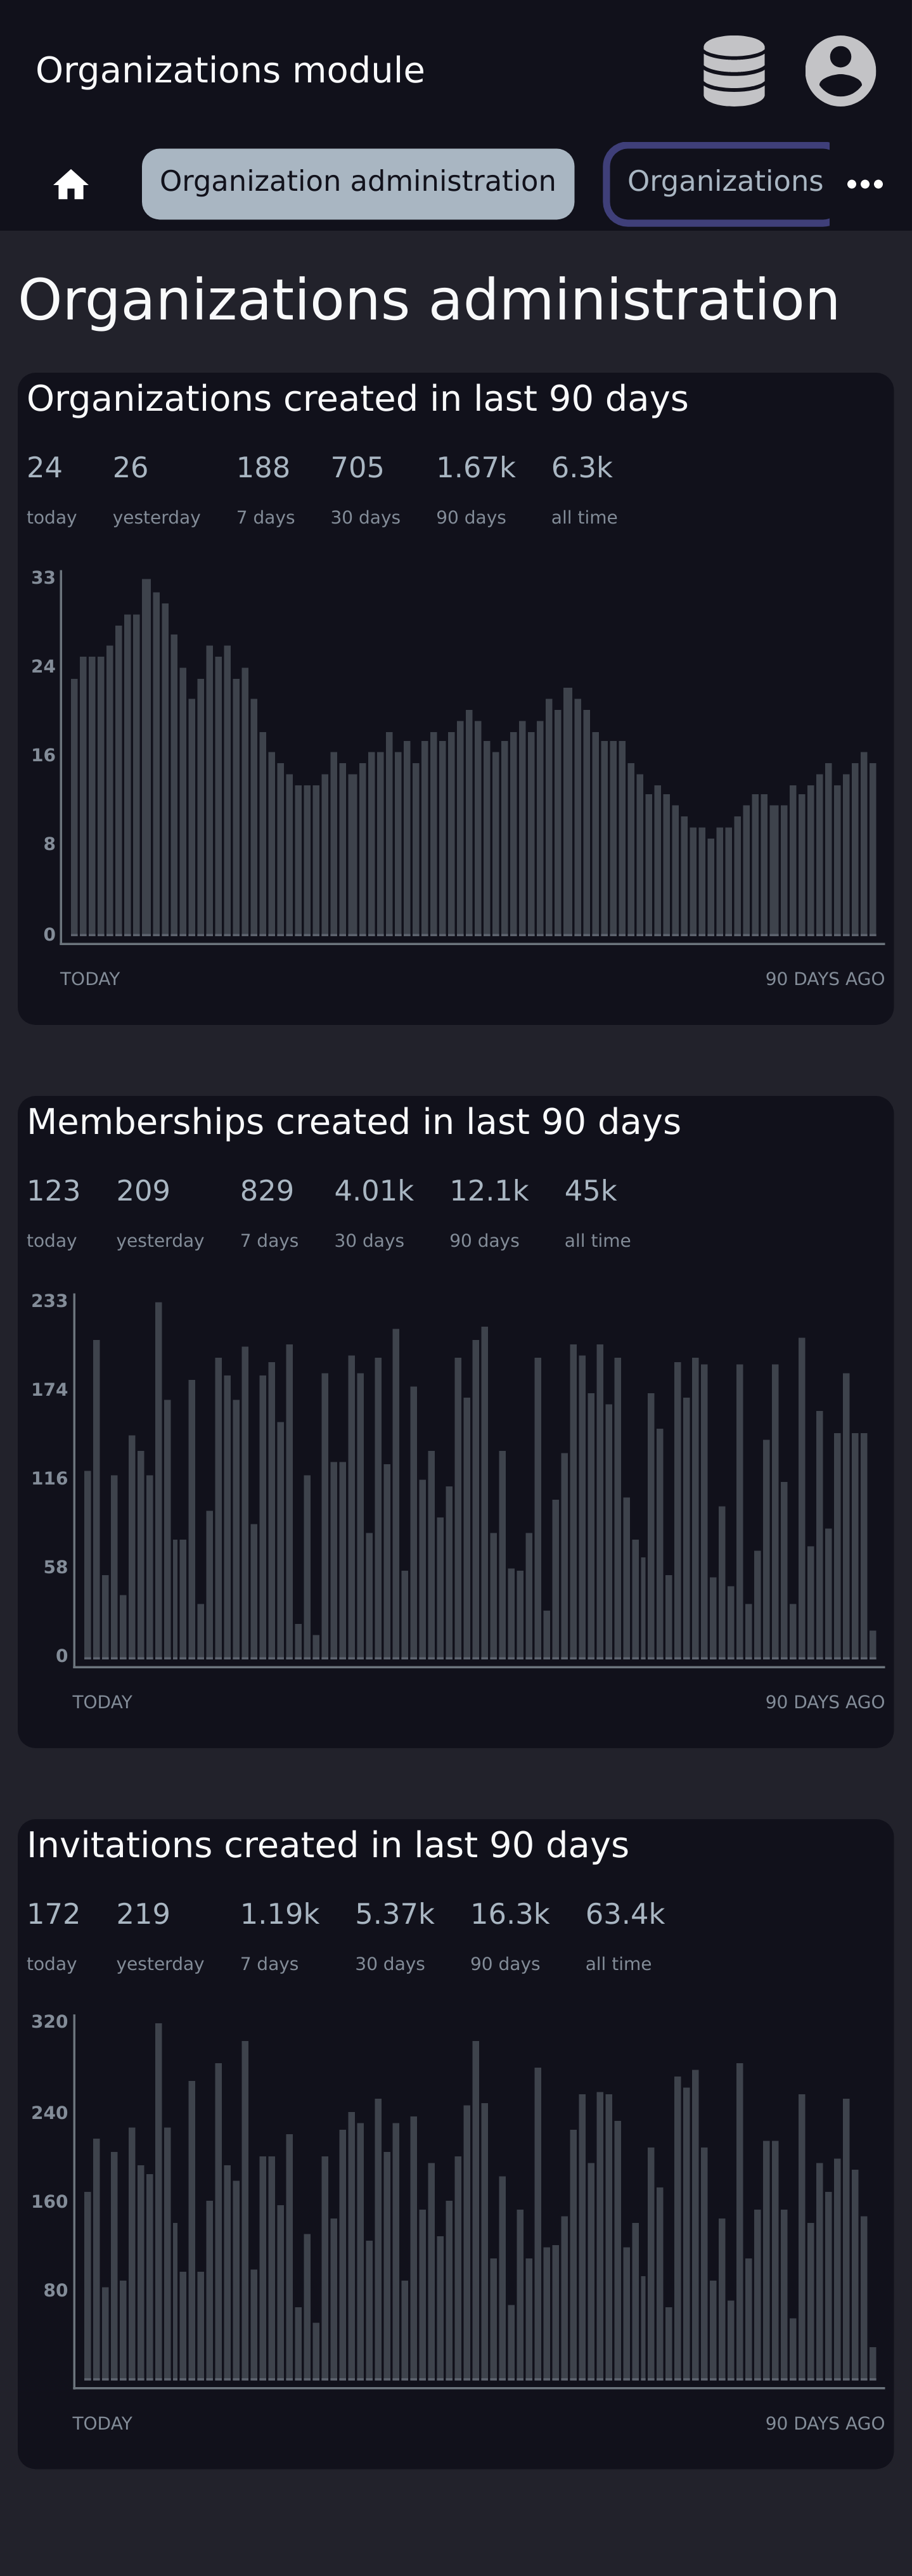 Organizations module
Organization administration
Organizations
Organizations administration
Organizations created in last 90 days
24 26 188 705 1.67k 6.3k
today yesterday 7 days 30 days 90 days all time
33
24
16
8
0
TODAY 90 DAYS AGO
Memberships created in last 90 days
123 209 829 4.01k 12.1k 45k
today yesterday 7 days 30 days 90 days all time
233
174
116
58
0
TODAY 90 DAYS AGO
Invitations created in last 90 days
172 219 1.19k 5.37k 16.3k 63.4k
today yesterday 7 days 30 days 90 days all time
320
240
160
80
TODAY 90 DAYS AGO